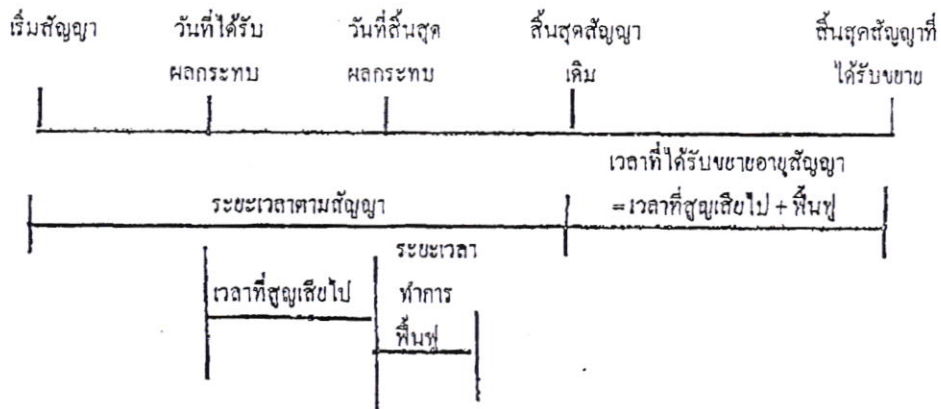 เริ่มสัญญา วันที่ได้รับ วันที่สิ้นสุด สิ้นสุดสัญญา สิ้นสุดสัญญาที่
ผลกระทบ ผลกระทบ เดิม ได้รับขยาย
เวลาที่ได้รับขยายอายุสัญญา
ระยะเวลาตามสัญญา =เวลาที่สูญเสียไป + ฟื้นฟู
ระยะเวลา
เวลาที่สูญเสียไป ทำการ
ฟื้นฟู